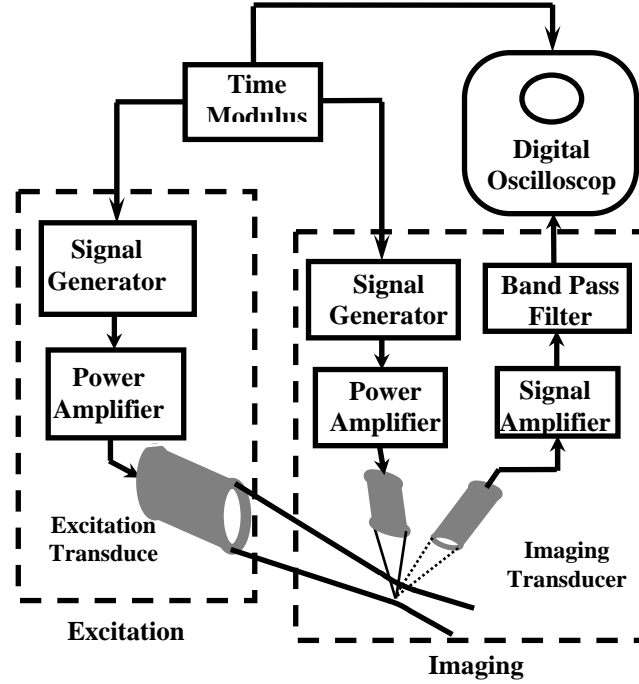 Time
Modulus
Digital
Oscilloscop
Signal
Generator
Power
Amplifier
Excitation
Transduce
Excitation
Signal
Generator
Power
Amplifier
Band Pass
Filter
Signal
Amplifier
Imaging
Transducer
Imaging